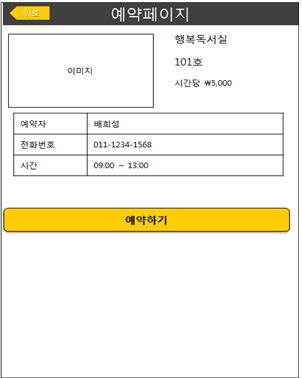 뒤로
예약페이지
이미지
행복독서실
101호
시간당 ₩5,000
예약자 배희성
전화번호 011-1234-1568
시간 09:00 ~ 13:00
예약하기